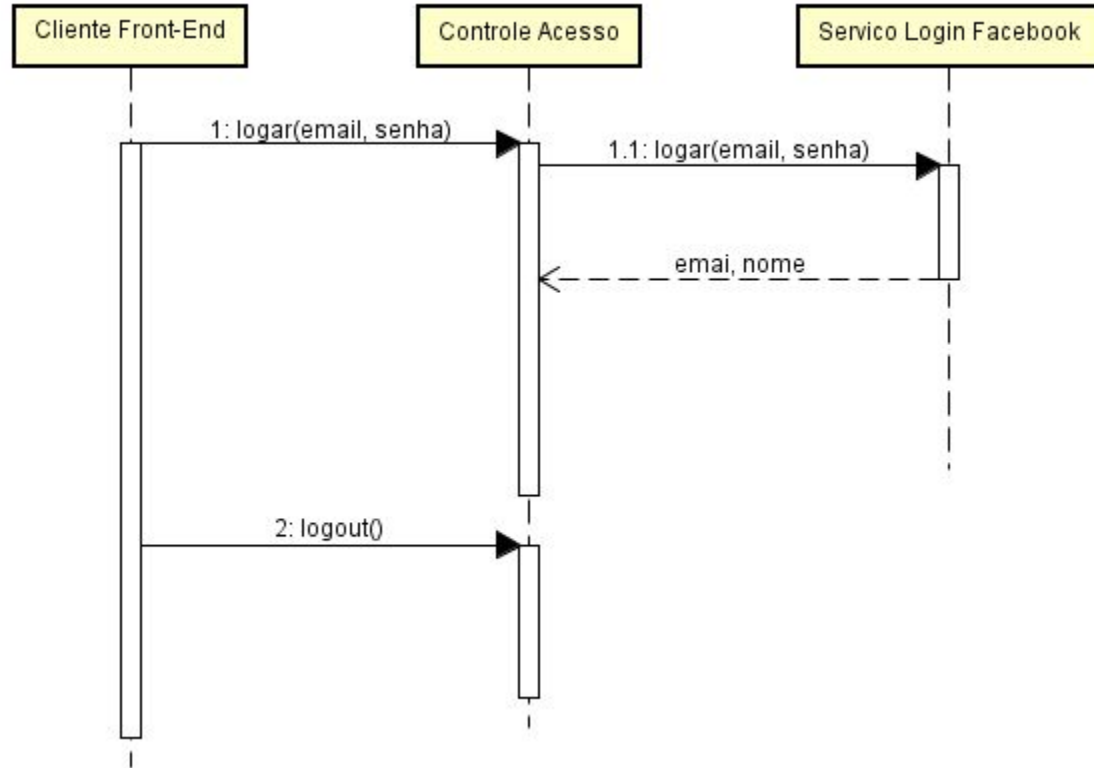 Cliente Front-End
Controle Acesso
Servico Login Facebook
1: logar(email, senha)
1.1: logar(email, senha)
emai, nome
2: logout()